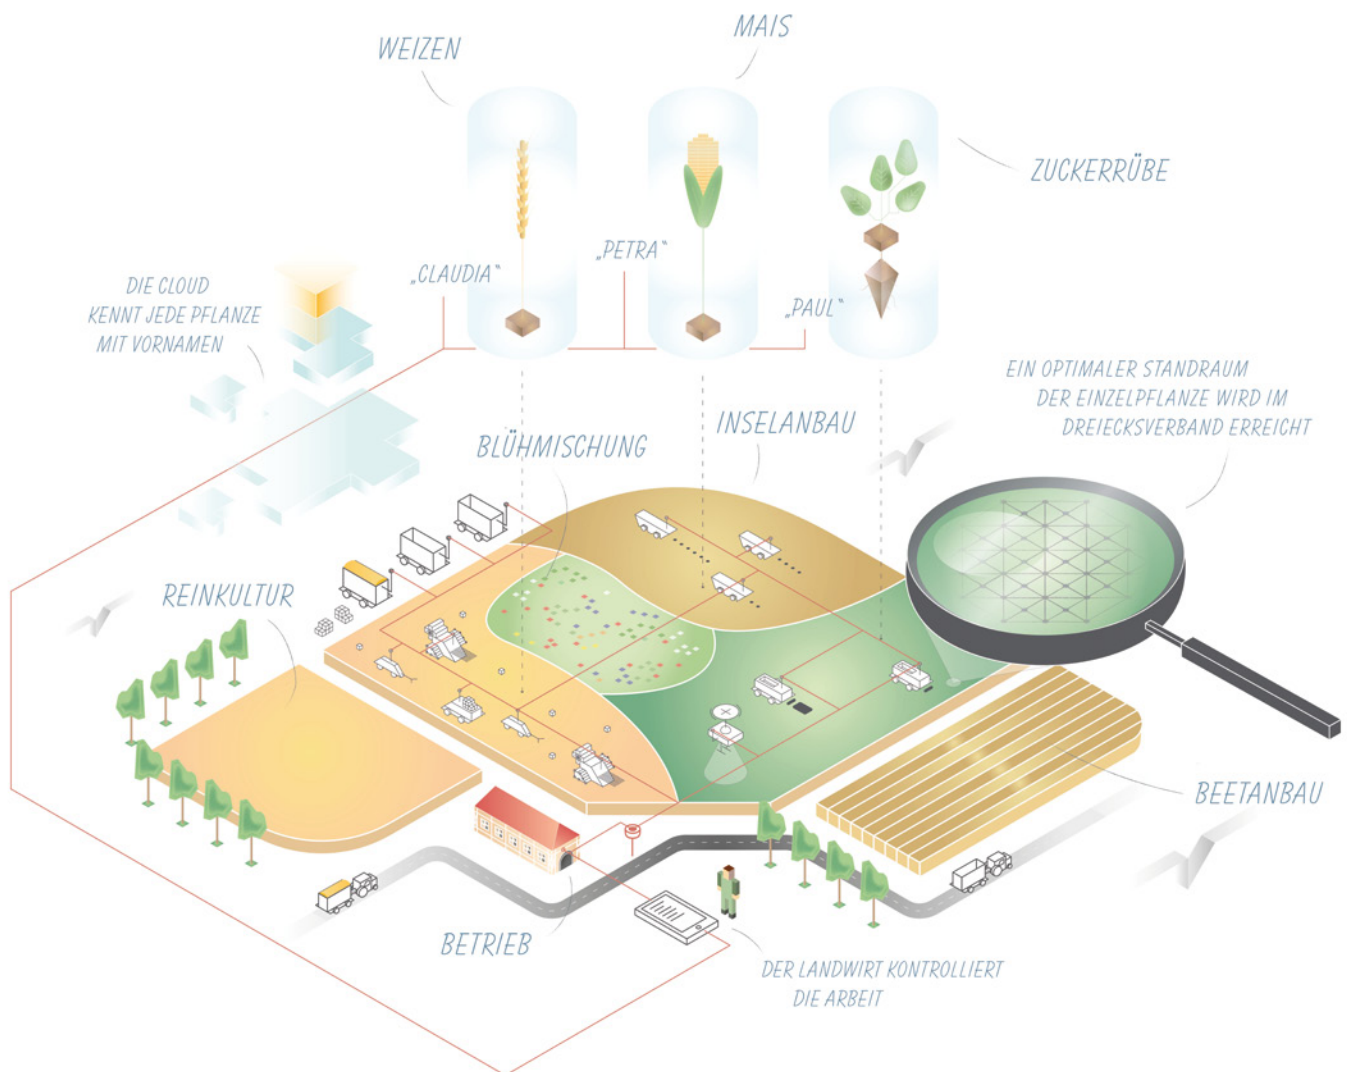 WEIZEN
MAIS
ZUCKERRÜBE
„CLAUDIA“
„PETRA“
„PAUL“
DIE CLOUD
KENNT JEDE PFLANZE
MIT VORNAMEN
EIN OPTIMALER STANDRAUM
DER EINZELPFLANZE WIRD IM
DREIECKSVERBAND ERREICHT
BLÜHMISCHUNG
INSELANBAU
REINKULTUR
BEETANBAU
BETRIEB
DER LANDWIRT KONTROLLIERT
DIE ARBEIT